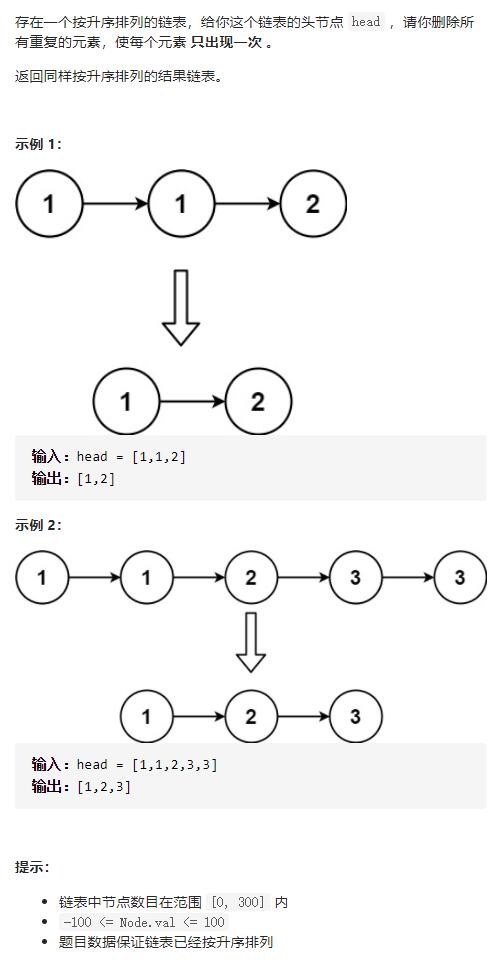 存在一个按升序排列的链表，给你这个链表的头节点 head ，请你删除所
有重复的元素，使每个元素 只出现一次 。
返回同样按升序排列的结果链表。
示例 1：
1 1 2
1 2
输入：head = [1,1,2]
输出：[1,2]
示例 2：
1 1 2 3 3
1 2 3
输入：head = [1,1,2,3,3]
输出：[1,2,3]
提示：
链表中节点数目在范围 [0, 300] 内
-100 <= Node.val <= 100
题目数据保证链表已经按升序排列